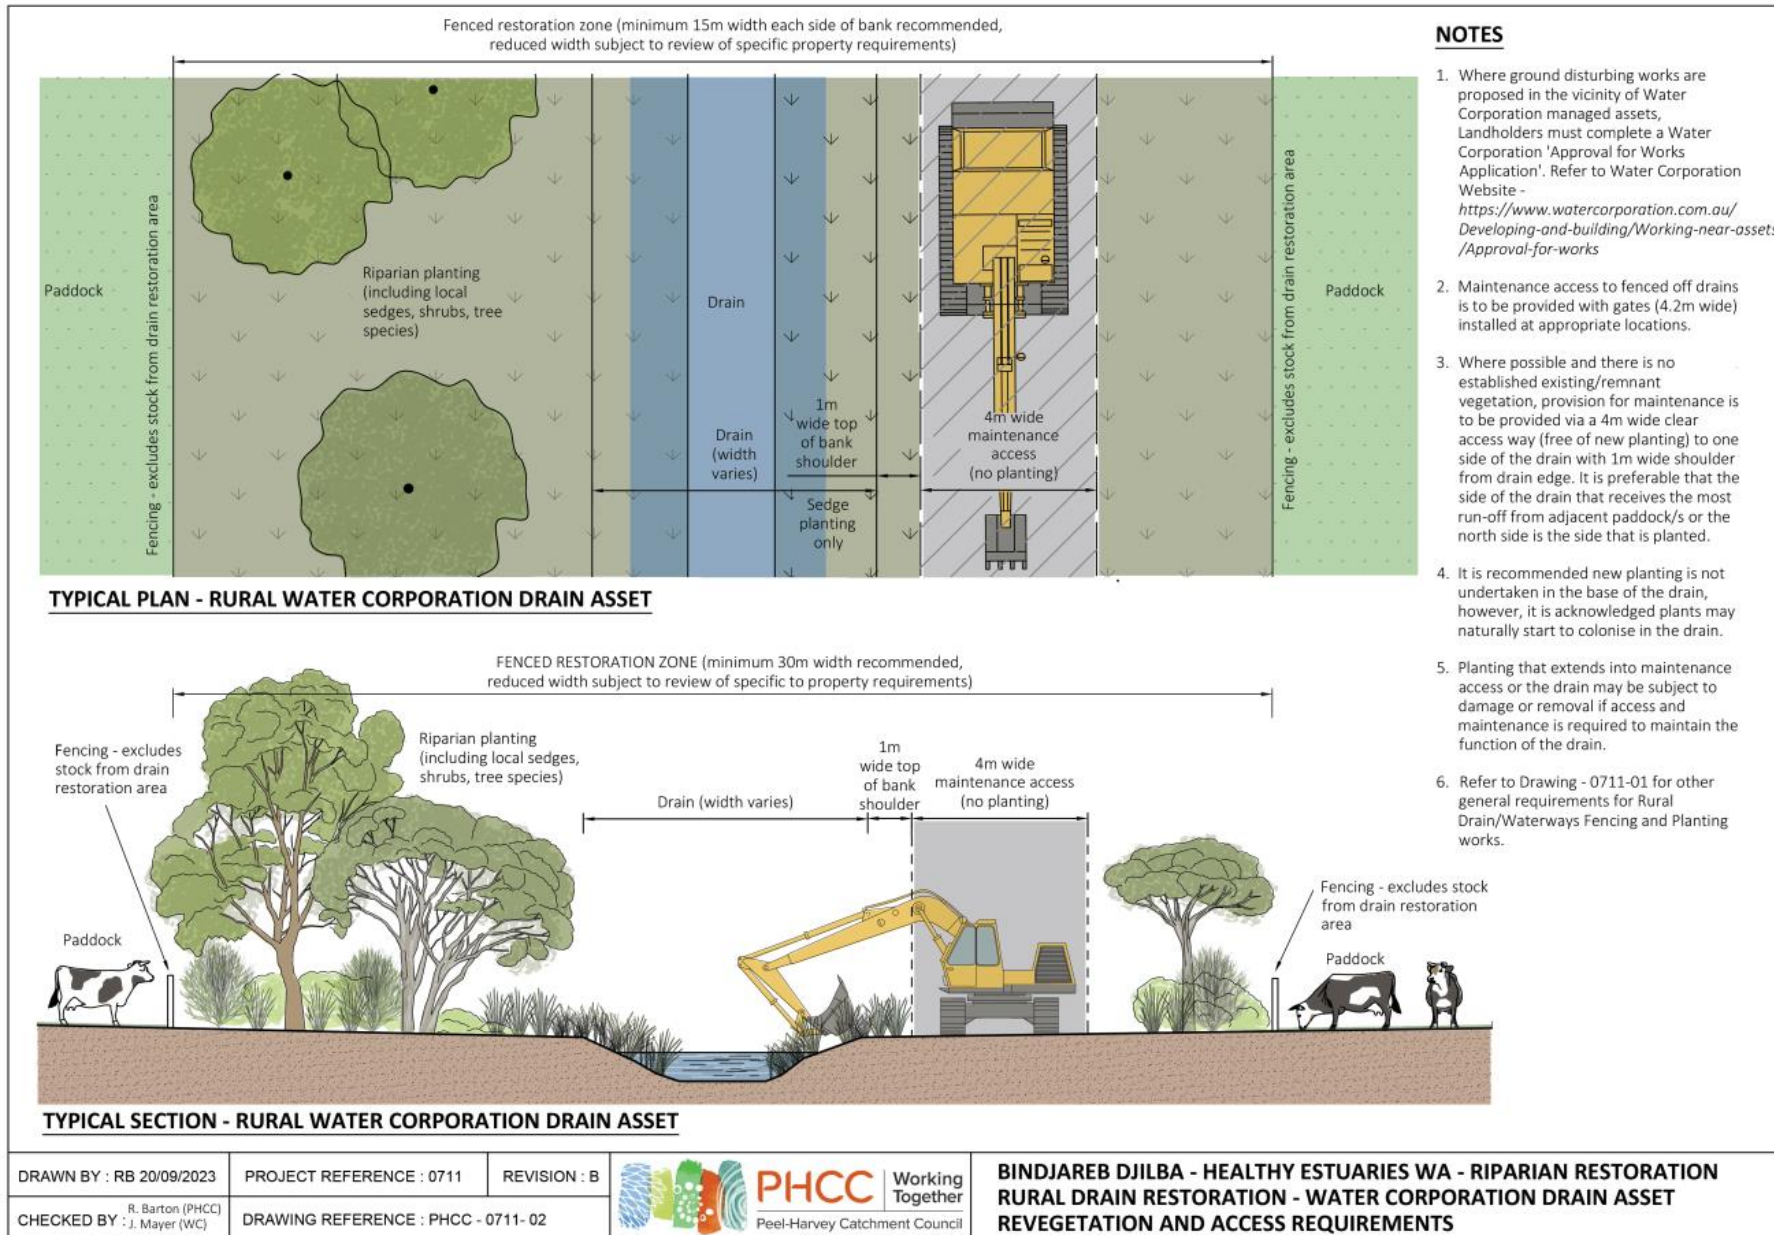 Fenced restoration zone (minimum 15m width each side of bank recommended,
reduced width subject to review of specific property requirements)
Paddock
Fencing - excludes stock from drain restoration area
Riparian planting
(including local
sedges, shrubs, tree
species)
Drain
Drain
(width
varies)
1m
wide top
of bank
shoulder
Sedge
planting
only
4m wide
maintenance
access
(no planting)
Fencing - excludes stock from drain restoration area
Paddock
TYPICAL PLAN - RURAL WATER CORPORATION DRAIN ASSET
FENCED RESTORATION ZONE (minimum 30m width recommended,
reduced width subject to review of specific to property requirements)
Fencing - excludes
stock from drain
restoration area
Riparian planting
(including local sedges,
shrubs, tree species)
Drain (width varies)
1m
wide top
of bank
shoulder
4m wide
maintenance access
(no planting)
Paddock
Fencing - excludes stock
from drain restoration
area
Paddock
TYPICAL SECTION - RURAL WATER CORPORATION DRAIN ASSET
NOTES
1. Where ground disturbing works are
proposed in the vicinity of Water
Corporation managed assets,
Landholders must complete a Water
Corporation 'Approval for Works
Application'. Refer to Water Corporation
Website -
https://www.watercorporation.com.au/
Developing-and-building/Working-near-assets
/Approval-for-works
2. Maintenance access to fenced off drains
is to be provided with gates (4.2m wide)
installed at appropriate locations.
3. Where possible and there is no
established existing/remnant
vegetation, provision for maintenance is
to be provided via a 4m wide clear
access way (free of new planting) to one
side of the drain with 1m wide shoulder
from drain edge. It is preferable that the
side of the drain that receives the most
run-off from adjacent paddock/s or the
north side is the side that is planted.
4. It is recommended new planting is not
undertaken in the base of the drain,
however, it is acknowledged plants may
naturally start to colonise in the drain.
5. Planting that extends into maintenance
access or the drain may be subject to
damage or removal if access and
maintenance is required to maintain the
function of the drain.
6. Refer to Drawing - 0711-01 for other
general requirements for Rural
Drain/Waterways Fencing and Planting
works.
DRAWN BY : RB 20/09/2023
PROJECT REFERENCE : 0711
REVISION : B
CHECKED BY : R. Barton (PHCC)
J. Mayer (WC)
DRAWING REFERENCE : PHCC - 0711- 02
PHCC
Working
Together
Peel-Harvey Catchment Council
BINDJAREB DJILBA - HEALTHY ESTUARIES WA - RIPARIAN RESTORATION
RURAL DRAIN RESTORATION - WATER CORPORATION DRAIN ASSET
REVEGETATION AND ACCESS REQUIREMENTS